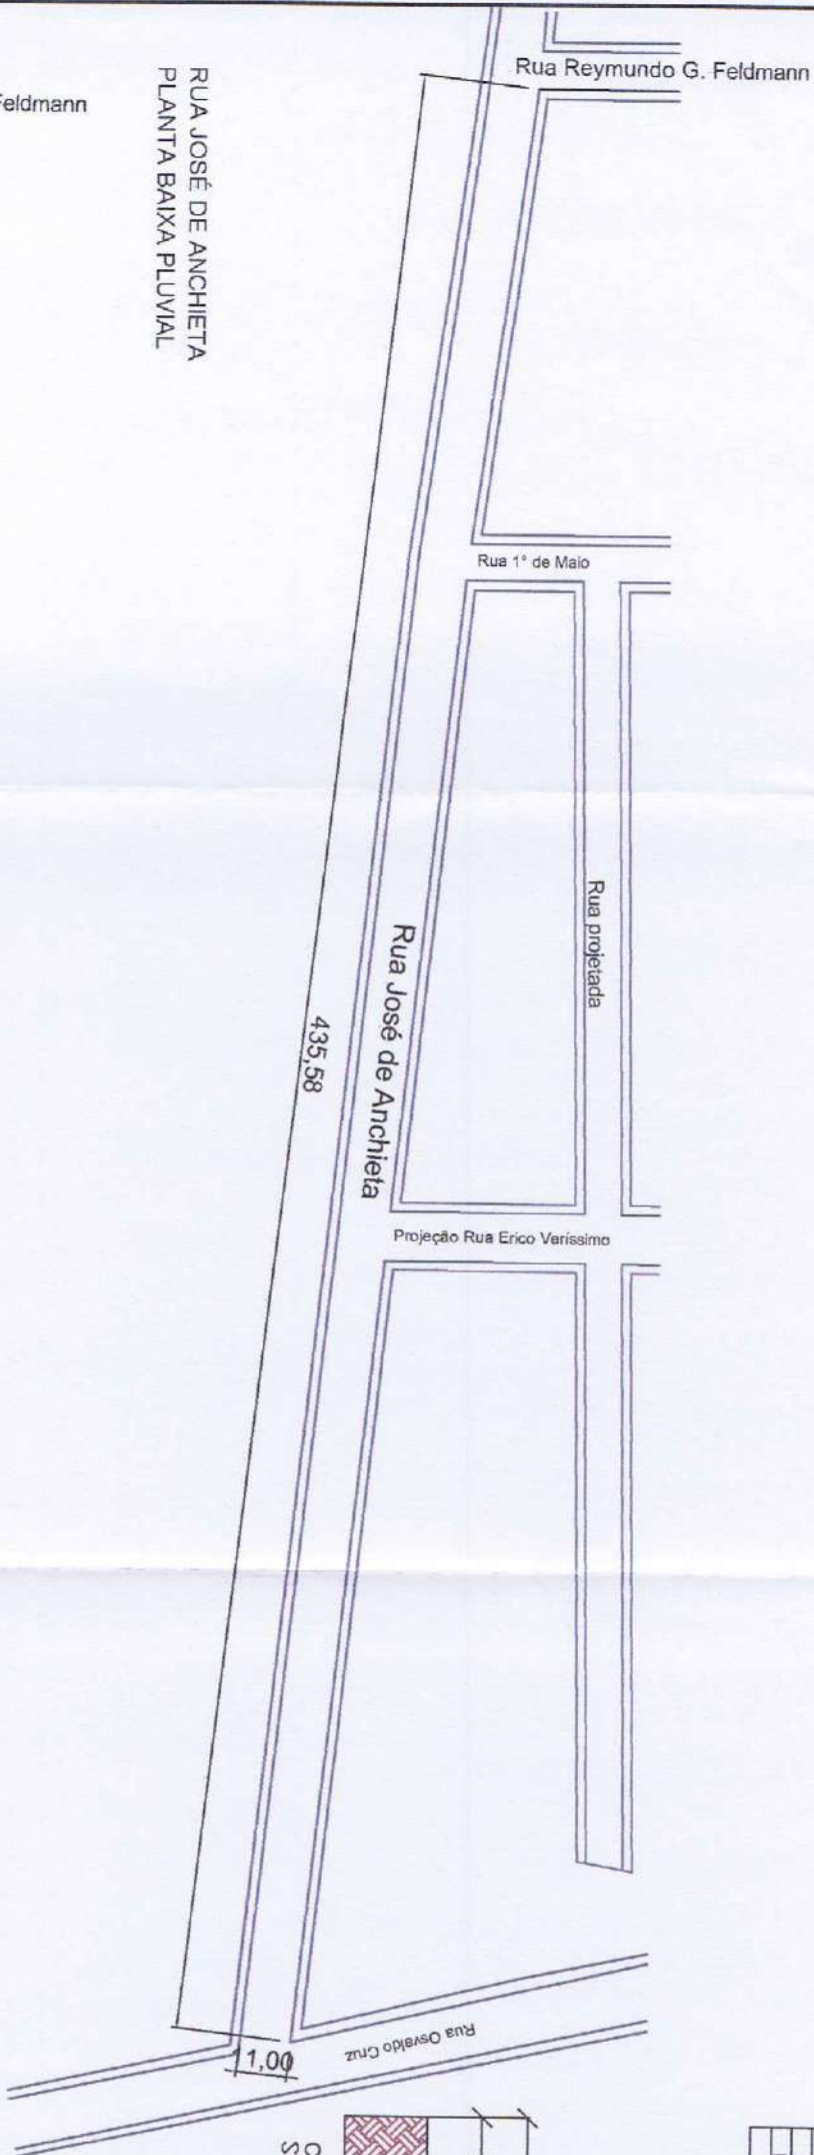 Rua Reymundo G. Feldmann
Feldmann
RUA JOSÉ DE ANCHIETA
PLANTA BAIXA PLUVIAL
Rua 1° de Maio
Rua projetada
Rua José de Anchieta
435,58
Projeção Rua Erico Veríssimo
Rua Osvaldo Cruz
11,00